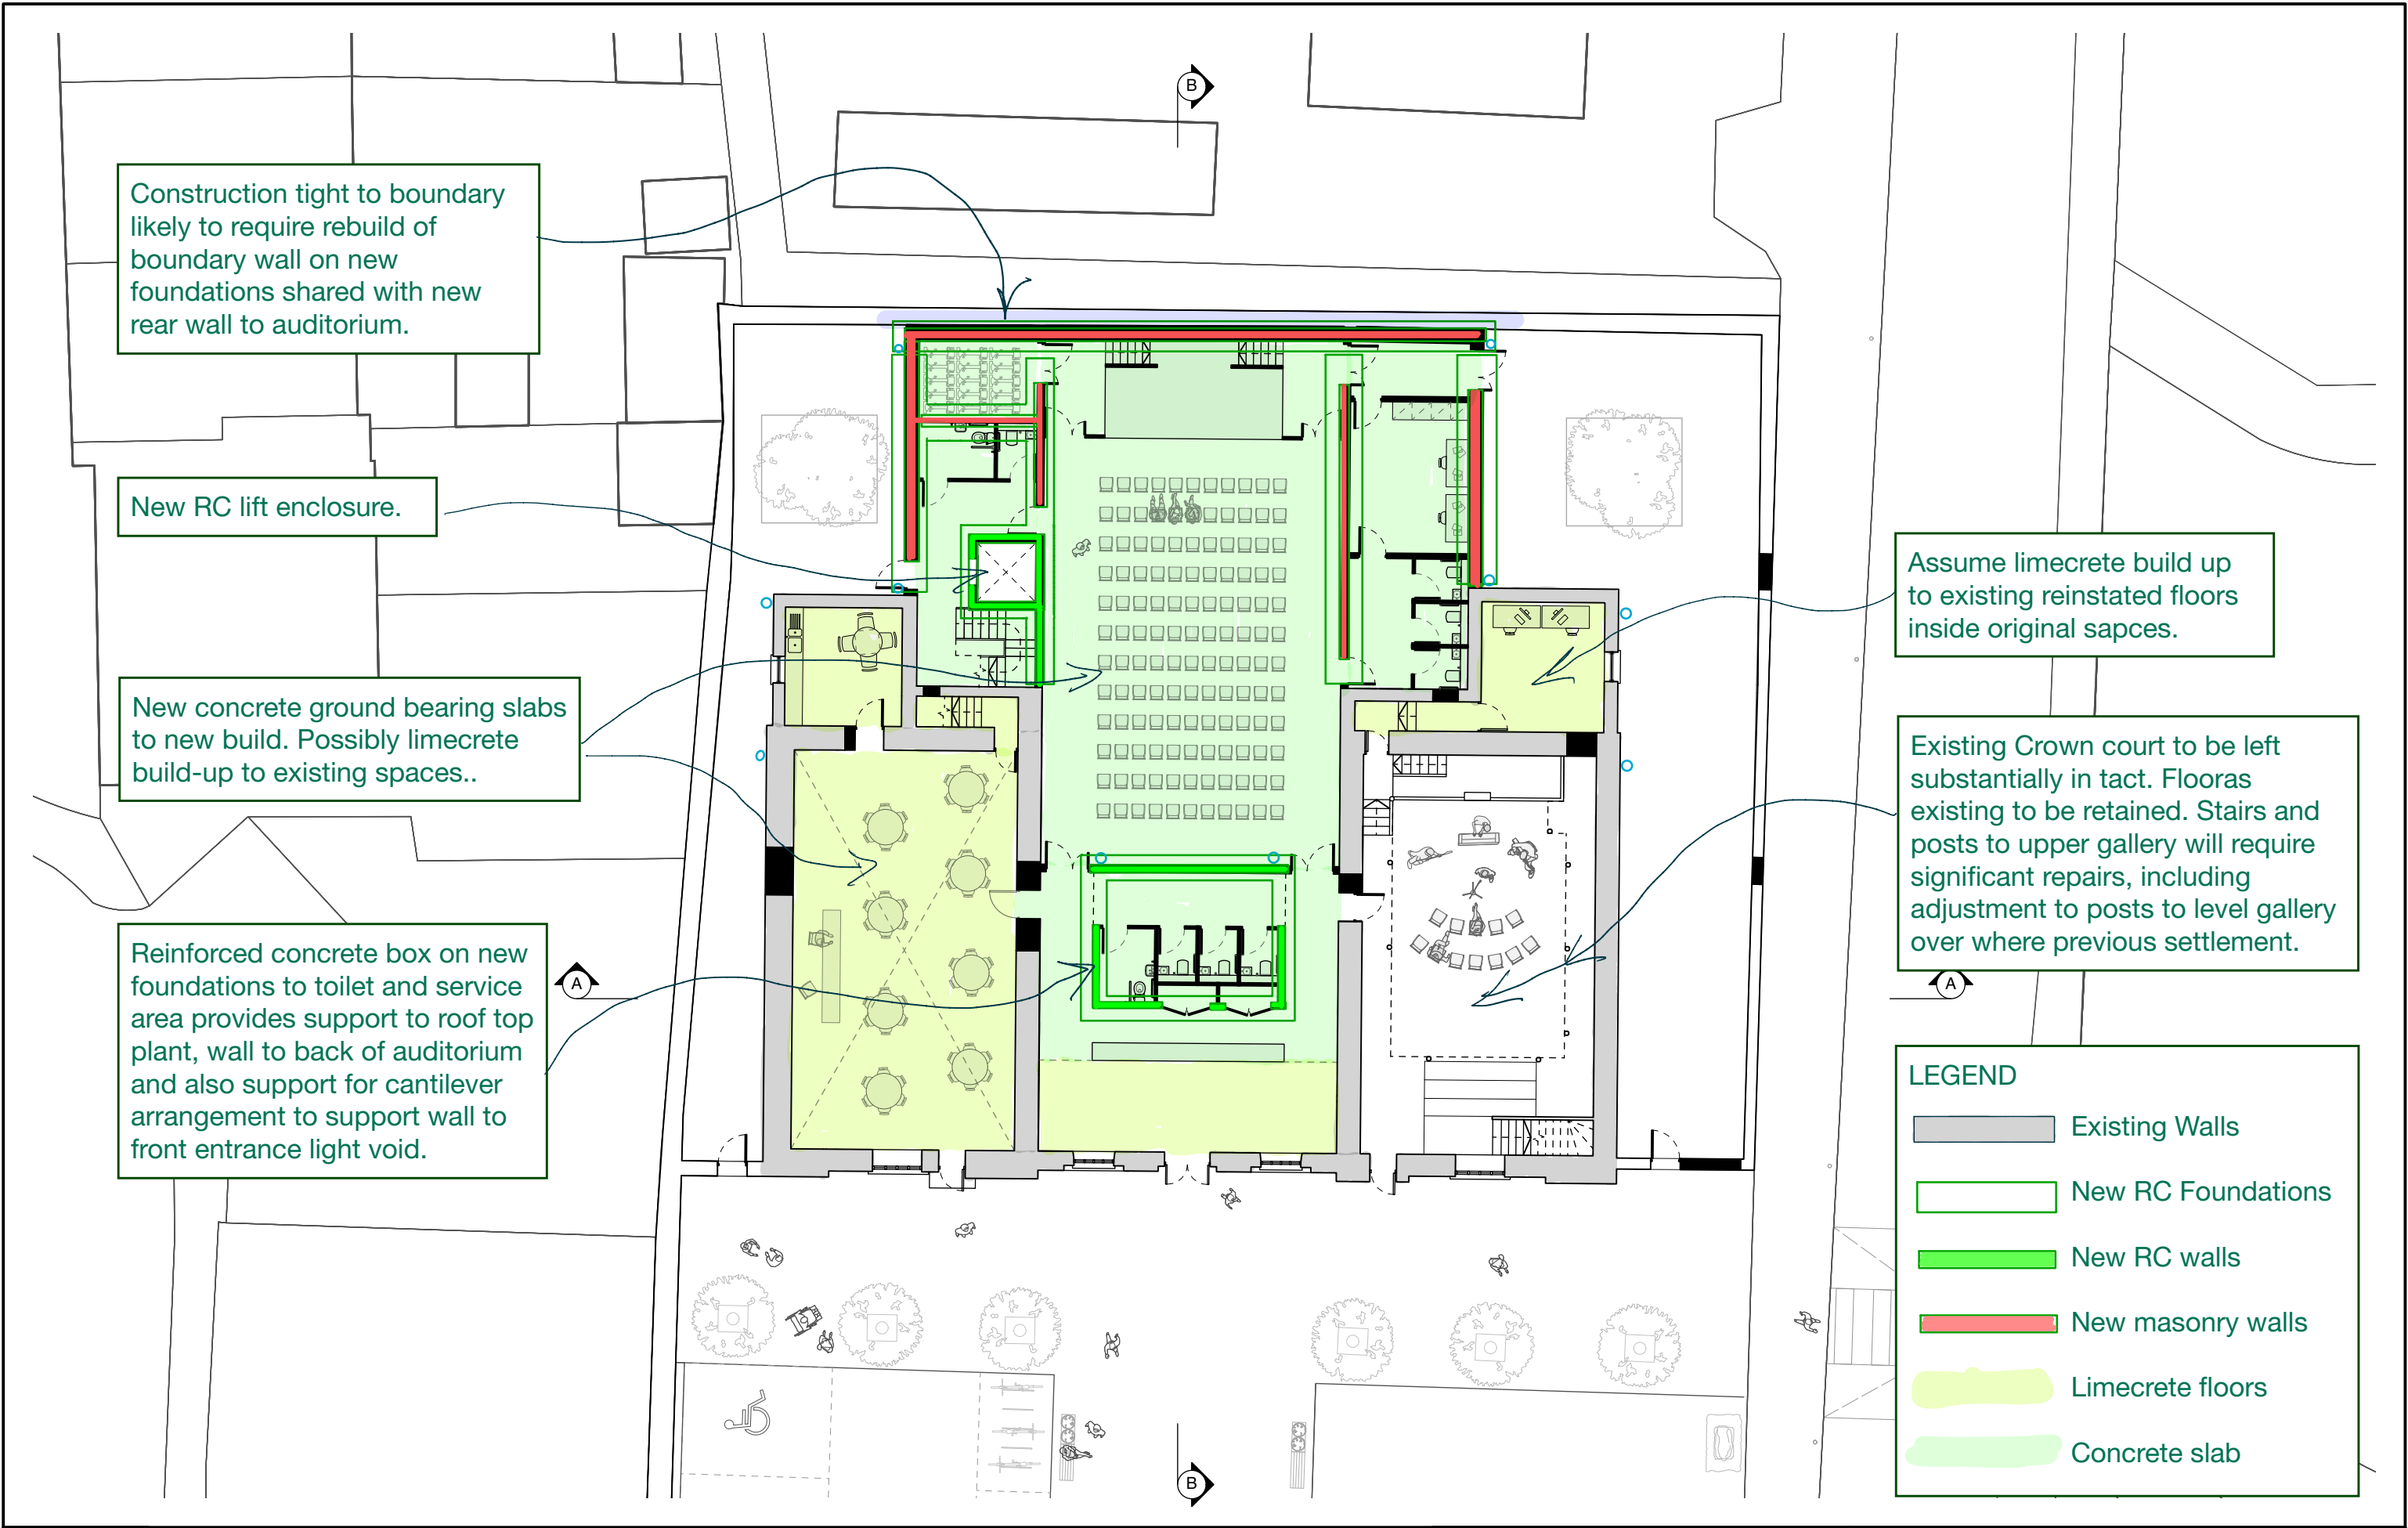 B
Construction tight to boundary
likely to require rebuild of
boundary wall on new
foundations shared with new
rear wall to auditorium.
New RC lift enclosure.
Assume limecrete build up
to existing reinstated floors
inside original sapces.
New concrete ground bearing slabs
to new build. Possibly limecrete
build-up to existing spaces..
Existing Crown court to be left
substantially in tact. Flooras
existing to be retained. Stairs and
posts to upper gallery will require
significant repairs, including
adjustment to posts to level gallery
over where previous settlement.
Reinforced concrete box on new
foundations to toilet and service
area provides support to roof top
plant, wall to back of auditorium
and also support for cantilever
arrangement to support wall to
front entrance light void.
A
A
LEGEND
Existing Walls
New RC Foundations
New RC walls
New masonry walls
Limecrete floors
Concrete slab
B